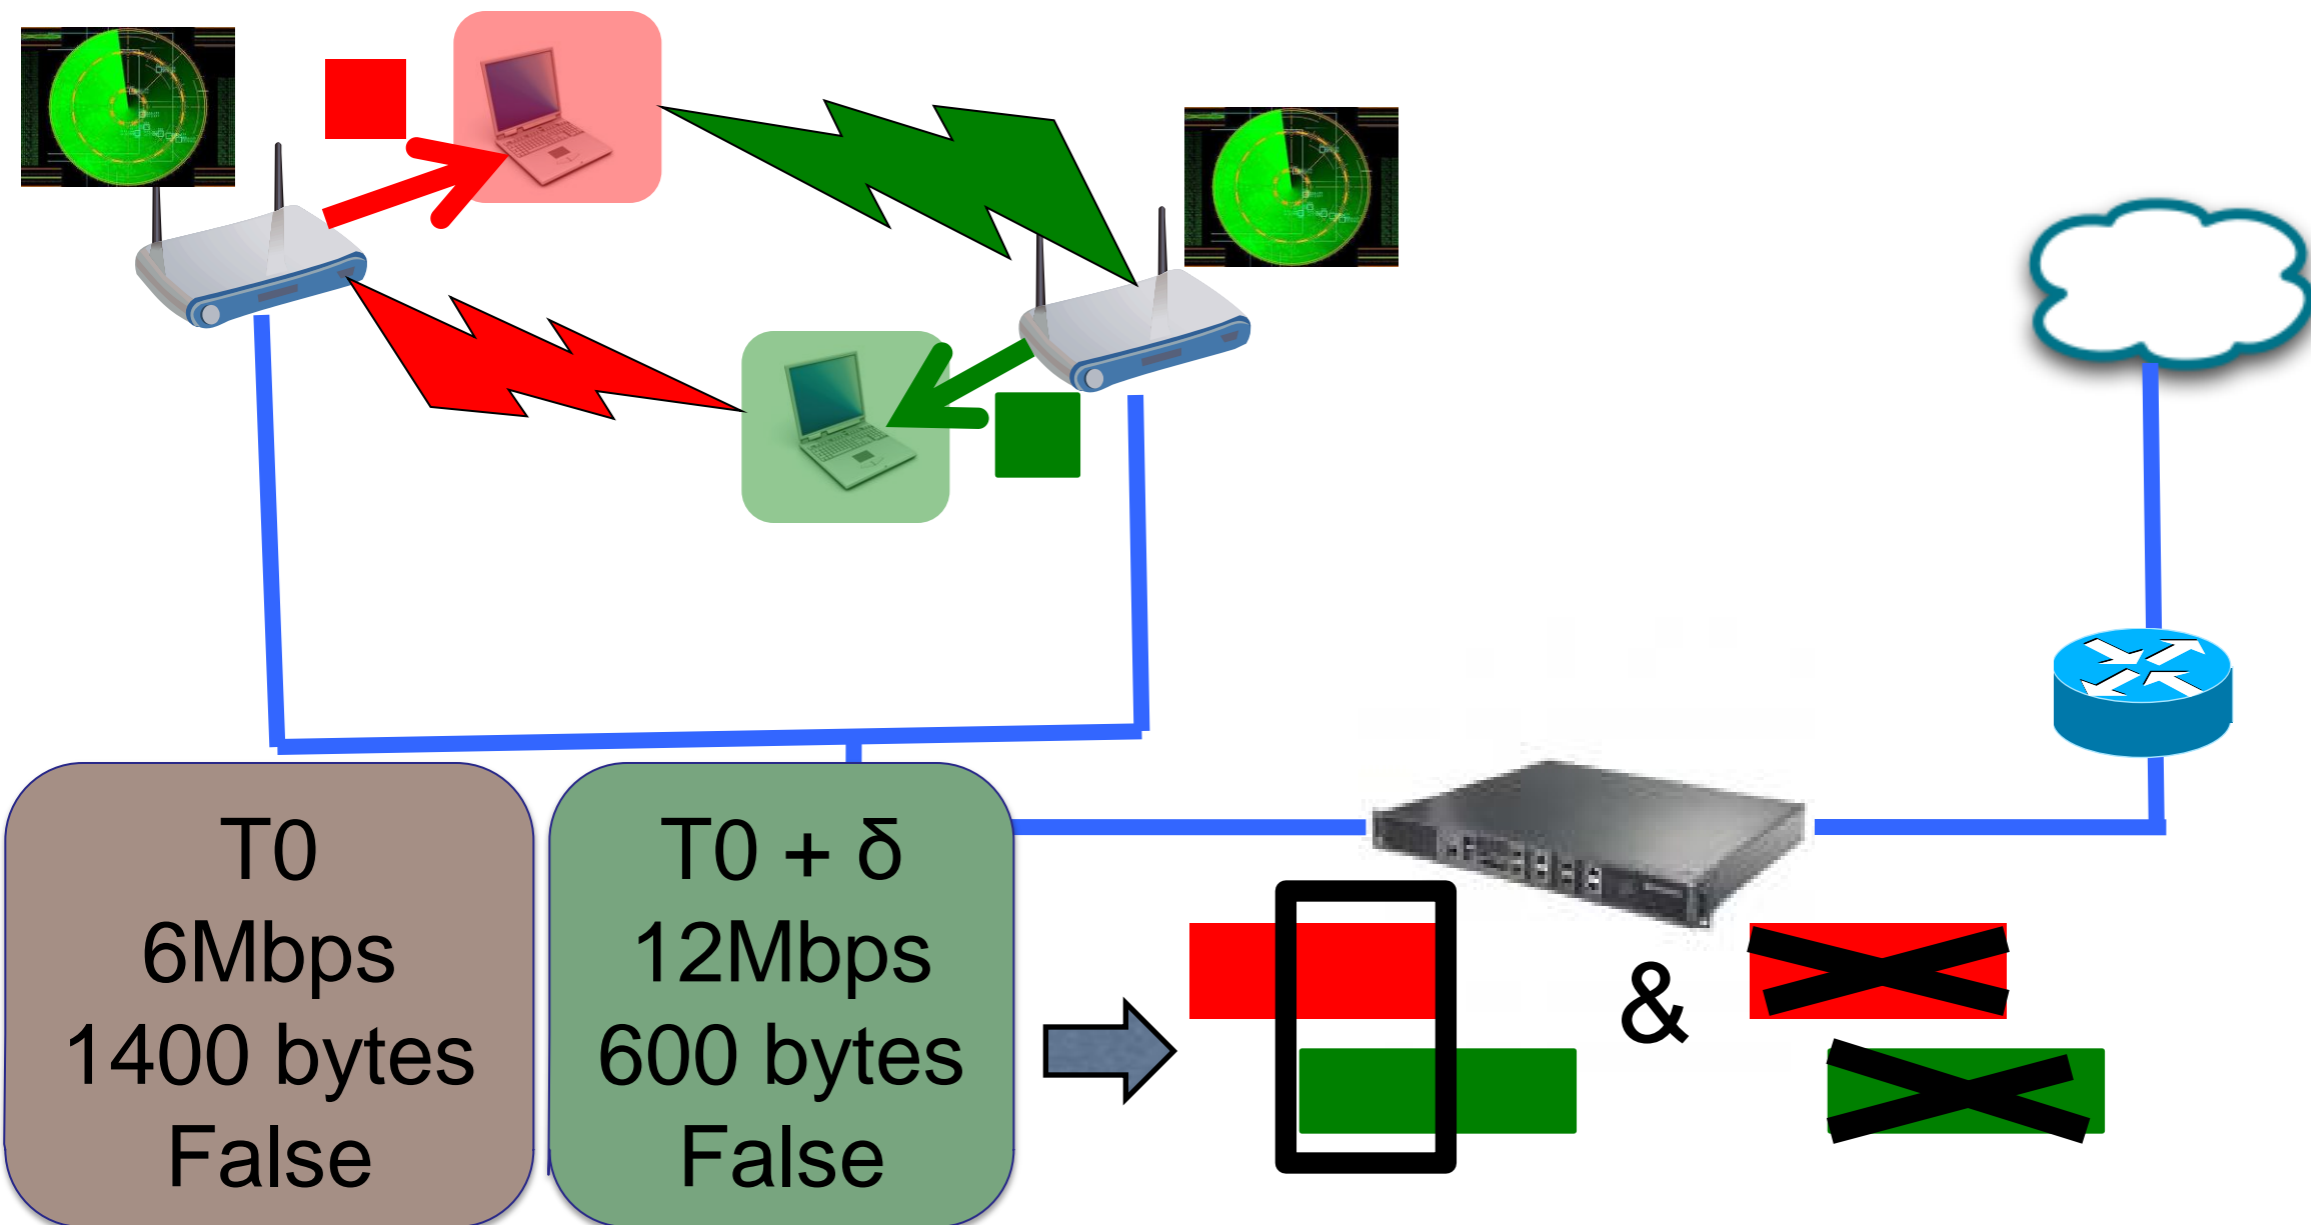 T0
6Mbps
1400 bytes
False
T0 + δ
12Mbps
600 bytes
False
&